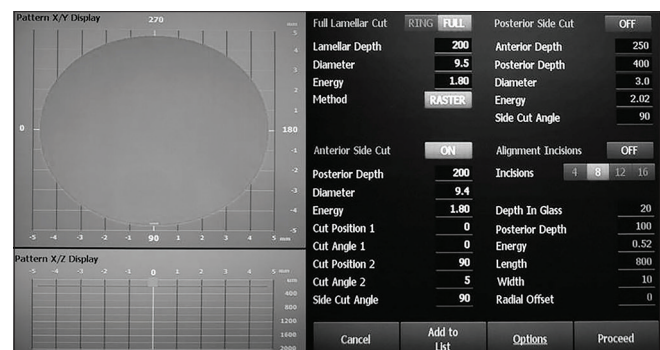 Pattern X/Y Display
270
mm
5
4
3
2
1
0
180
-1
-2
-3
-4
-5
-5 -4 -3 -2 -1 90 1 2 3 4 5 mm
Pattern X/Z Display
-5 -4 -3 -2 -1 0 1 2 3 4 5 mm
um
400
800
1200
1600
2000
Full Lamellar Cut RING FULL
Lamellar Depth 200
Diameter 9.5
Energy 1.80
Method RASTER
Posterior Side Cut OFF
Anterior Depth 250
Posterior Depth 400
Diameter 3.0
Energy 2.02
Side Cut Angle 90
Anterior Side Cut ON
Posterior Depth 200
Diameter 9.4
Energy 1.80
Cut Position 1 0
Cut Angle 1 0
Cut Position 2 90
Cut Angle 2 5
Side Cut Angle 90
Alignment Incisions OFF
Incisions 4 8 12 16
Depth In Glass 20
Posterior Depth 100
Energy 0.52
Length 800
Width 10
Radial Offset 0
Cancel
Add to
List
Options
Proceed